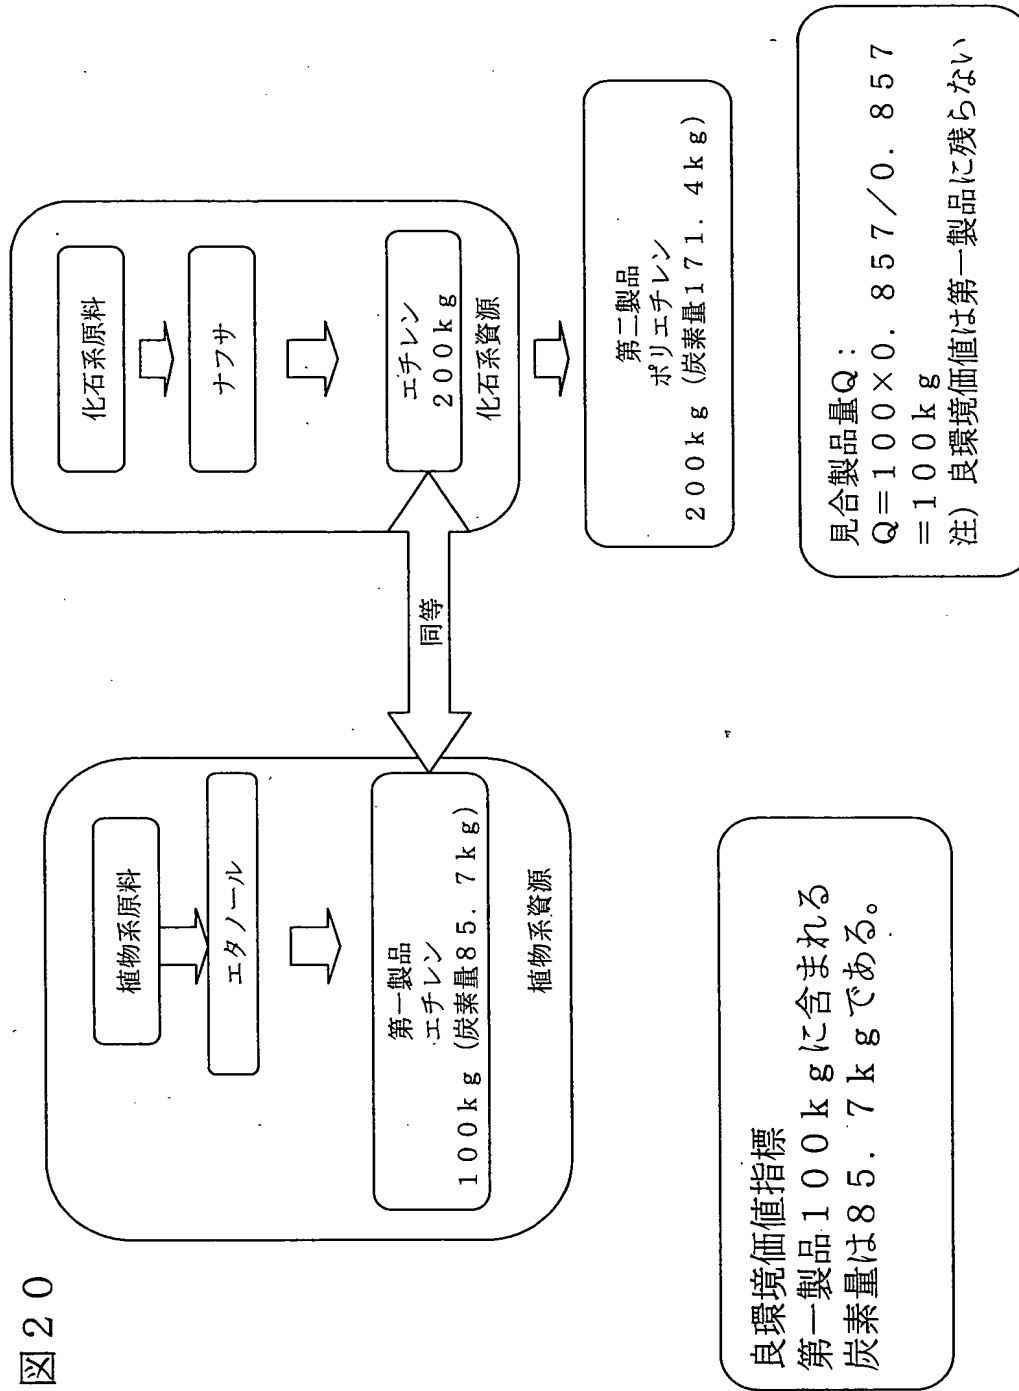 図20
植物系原料
エタノール
第一製品
エチレン
100kg (炭素量85.7kg)
植物系資源
同等
化石系原料
ナフサ
エチレン
200kg
化石系資源
第二製品
ポリエチレン
200kg (炭素量171.4kg)
良環境価値指標
第一製品100kgに含まれる
炭素量は85.7kgである。
見合製品量Q:
Q=100×0.857/0.857
=100kg
注)良環境価値は第一製品に残らない